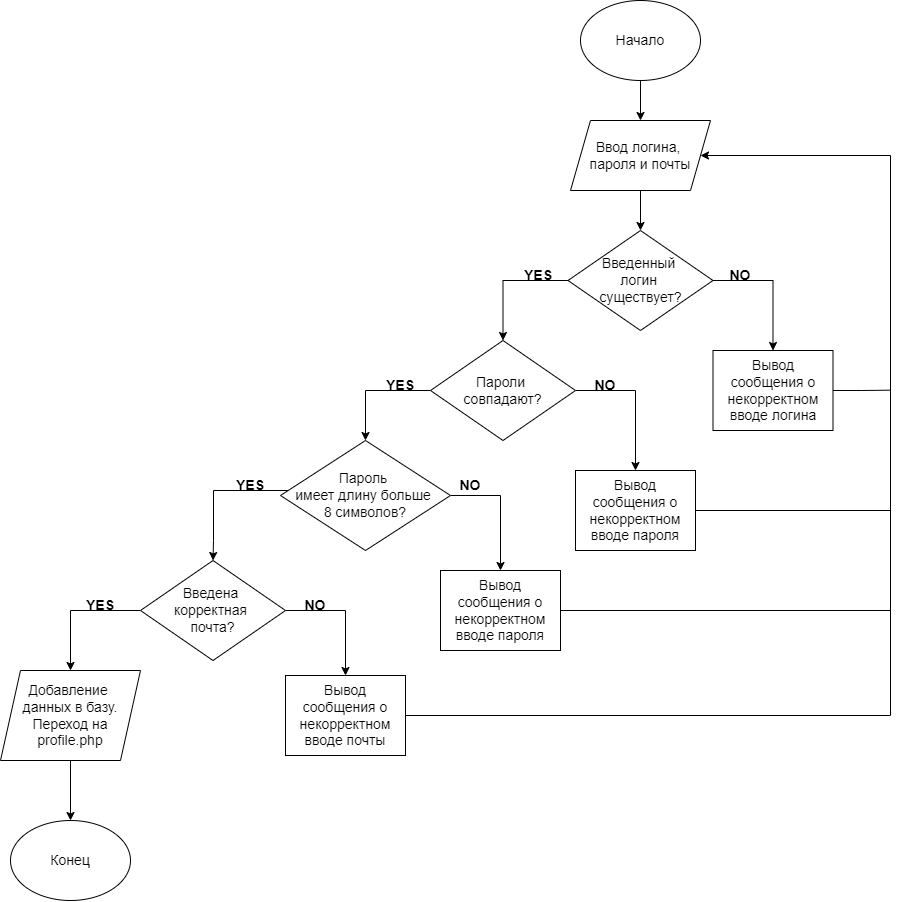 Начало
Ввод логина,
пароля и почты
Введенный
логин
существует?
YES
NO
Вывод
сообщения о
некорректном
вводе логина
Пароли
совпадают?
YES
NO
Вывод
сообщения о
некорректном
вводе пароля
Пароль
имеет длину больше
8 символов?
YES
NO
Вывод
сообщения о
некорректном
вводе пароля
Введена
корректная
почта?
YES
NO
Вывод
сообщения о
некорректном
вводе почты
Добавление
данных в базу.
Переход на
profile.php
Конец